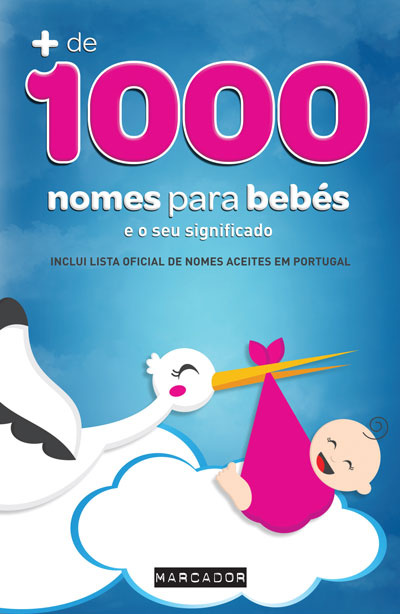 + de
1000
nomes para bebés
e o seu significado
INCLUI LISTA OFICIAL DE NOMES ACEITES EM PORTUGAL
MARCADOR